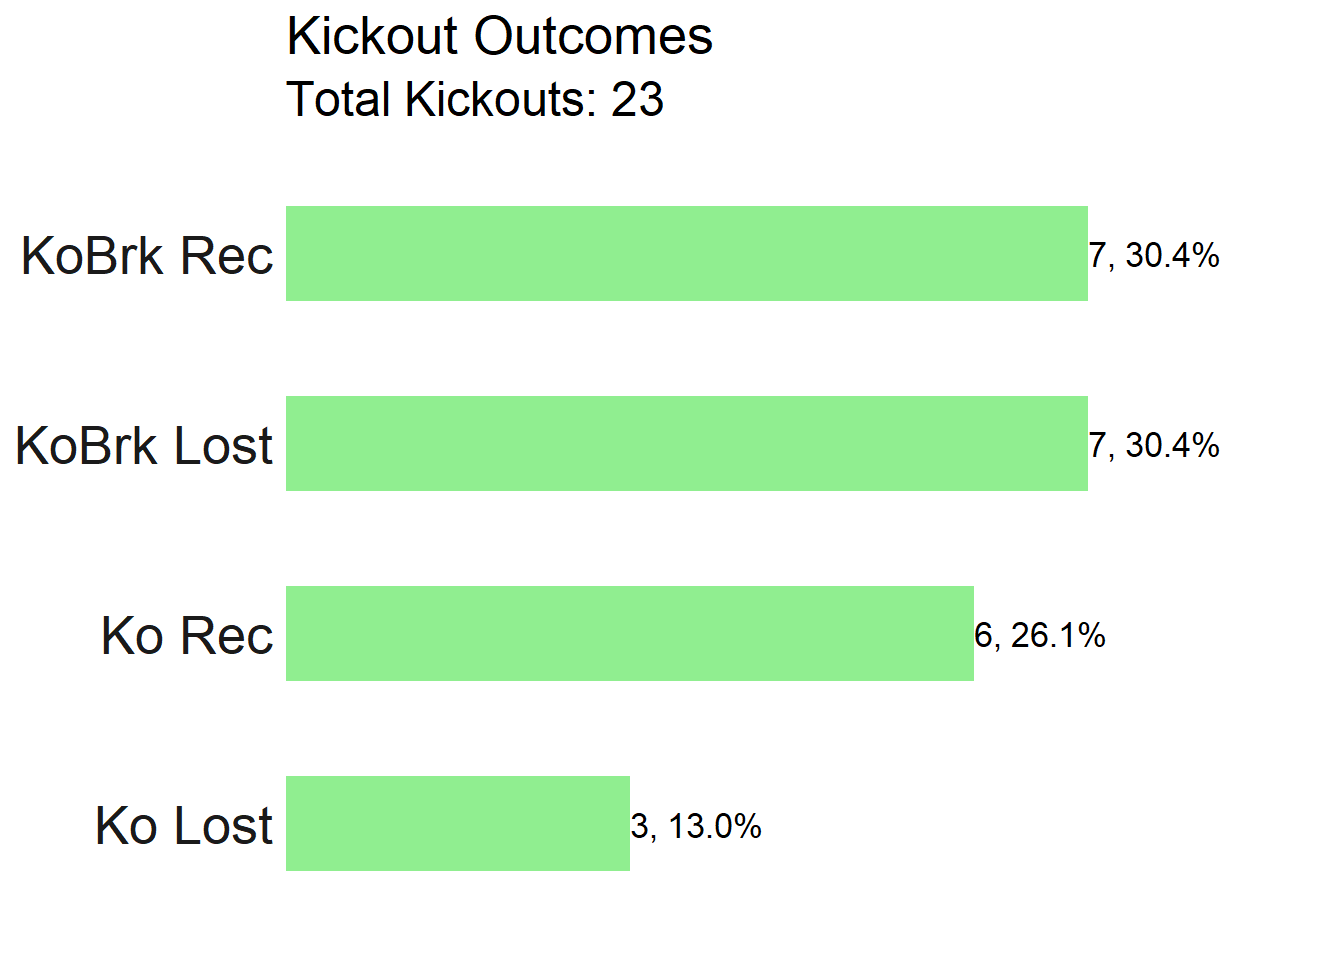 Kickout Outcomes
Total Kickouts: 23
KoBrk Rec 7, 30.4%
KoBrk Lost 7, 30.4%
Ko Rec 6, 26.1%
Ko Lost 3, 13.0%